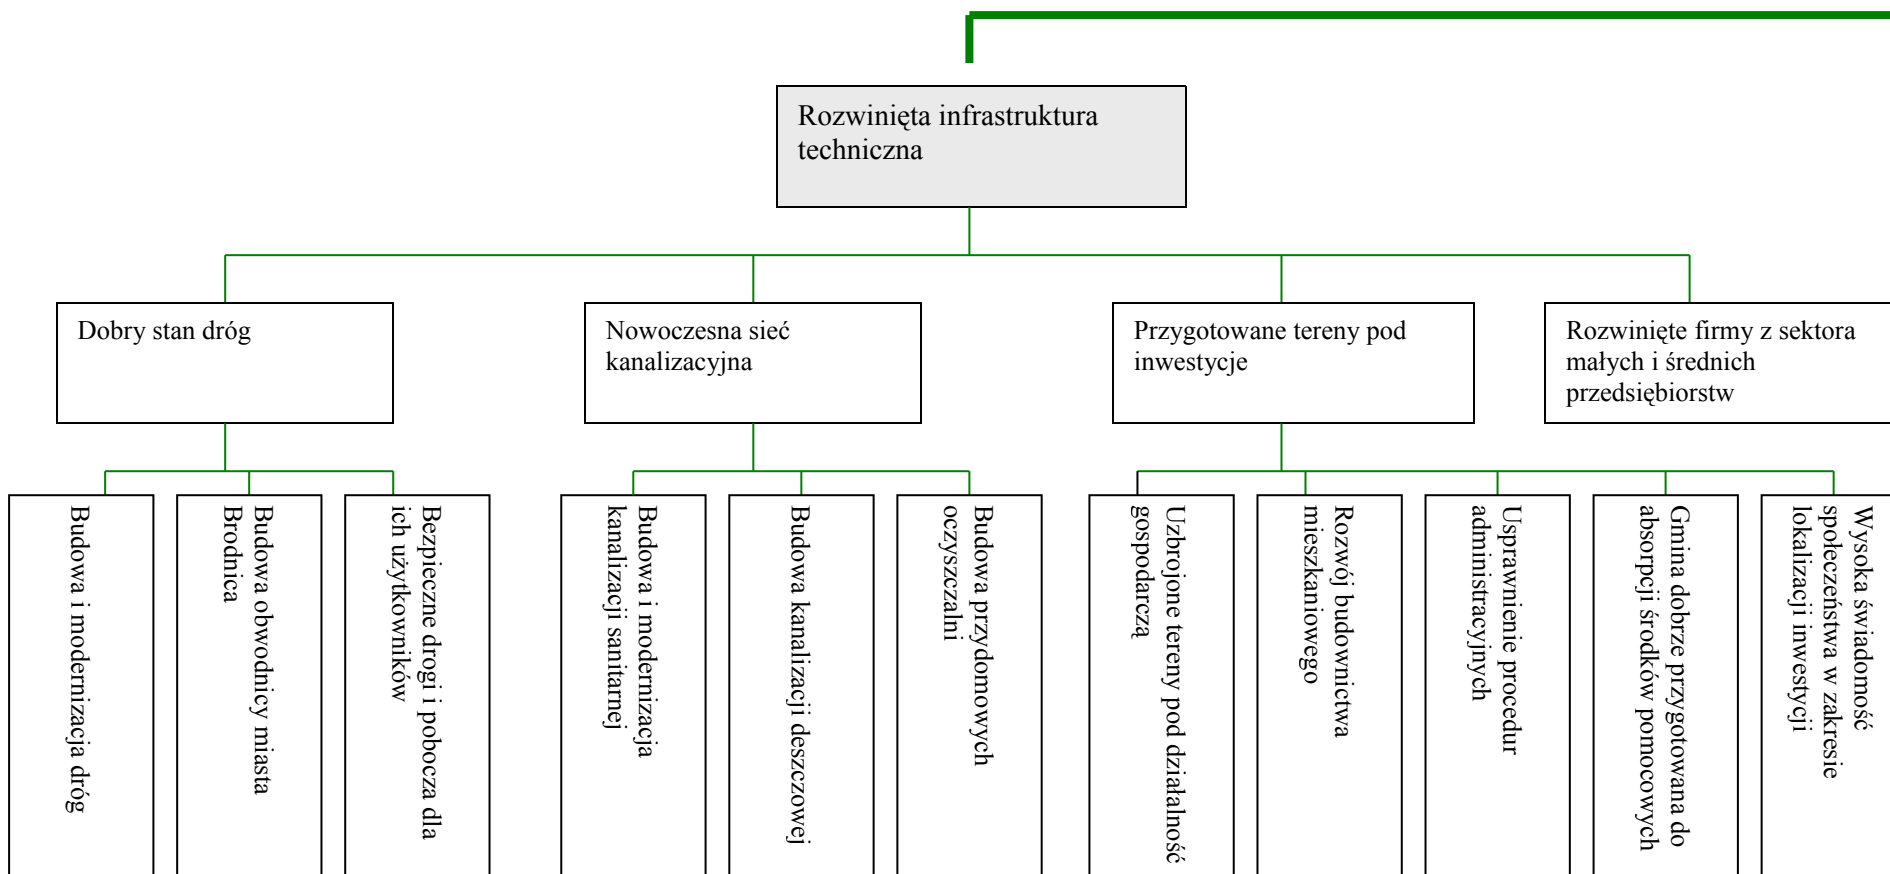 Rozwinięta infrastruktura
techniczna
Dobry stan dróg
Nowoczesna sieć
kanalizacyjna
Przygotowane tereny pod
inwestycje
Rozwinięte firmy z sektora
małych i średnich
przedsiębiorstw
Budowa i modernizacja dróg
Budowa obwodnicy miasta
Brodnica
Bezpieczne drogi i pobocza dla
ich użytkowników
Budowa i modernizacja
kanalizacji sanitarnej
Budowa kanalizacji deszczowej
Budowa przydomowych
oczyszczalni
Uzbrojone tereny pod działalność
gospodarczą
Rozwój budownictwa
mieszkaniowego
Usprawnienie procedur
administracyjnych
Gmina dobrze przygotowana do
absorpcji środków pomocowych
Wysoka świadomość
społeczeństwa w zakresie
lokalizacji inwestycji